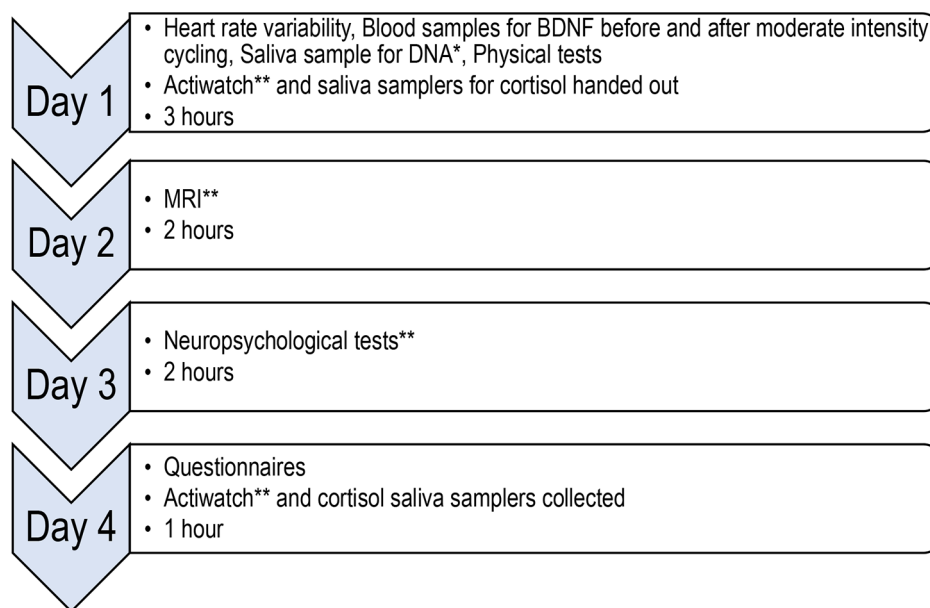 Day 1
• Heart rate variability, Blood samples for BDNF before and after moderate intensity
cycling, Saliva sample for DNA*, Physical tests
• Actiwatch** and saliva samplers for cortisol handed out
• 3 hours
Day 2
• MRI**
• 2 hours
Day 3
• Neuropsychological tests**
• 2 hours
Day 4
• Questionnaires
• Actiwatch** and cortisol saliva samplers collected
• 1 hour